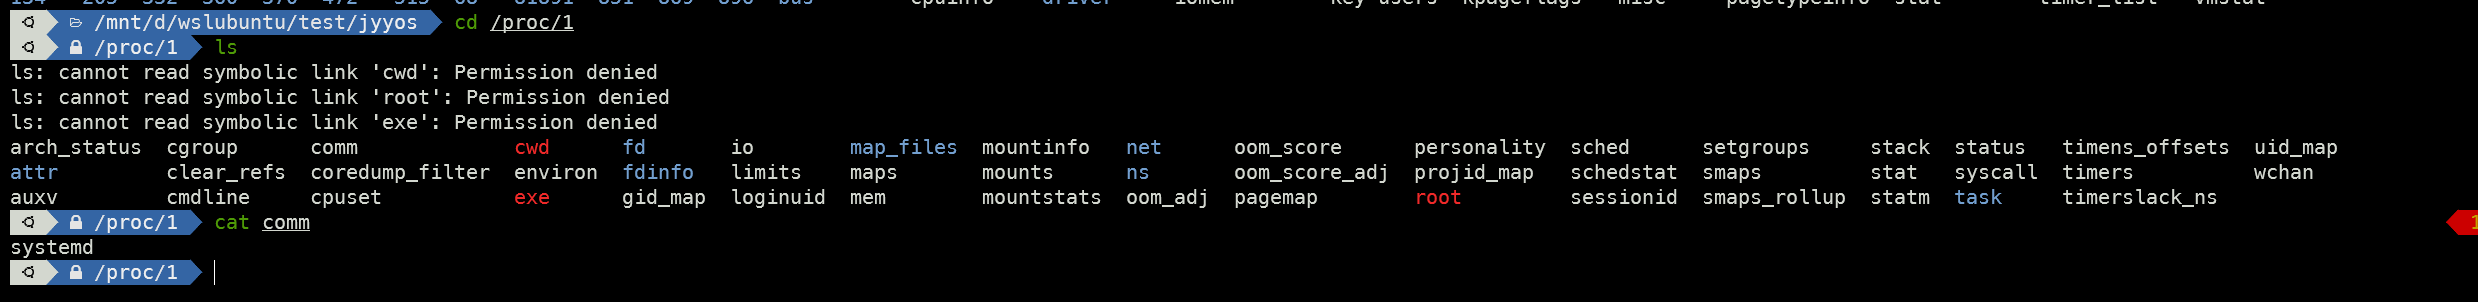 /mnt/d/wslubuntu/test/jyyos cd /proc/1
/proc/1 ls
ls: cannot read symbolic link 'cwd': Permission denied
ls: cannot read symbolic link 'root': Permission denied
ls: cannot read symbolic link 'exe': Permission denied
arch_status cgroup comm cwd fd io map_files mountinfo net oom_score personality sched setgroups stack status timens_offsets uid_map
attr clear_refs coredump_filter environ fdinfo limits maps mounts ns oom_score_adj projid_map schedstat smaps stat syscall timers wchan
auxv cmdline cpuset exe gid_map loginuid mem mountstats oom_adj pagemap root sessionid smaps_rollup statm task timerslack_ns
/proc/1 cat comm 1
systemd
/proc/1